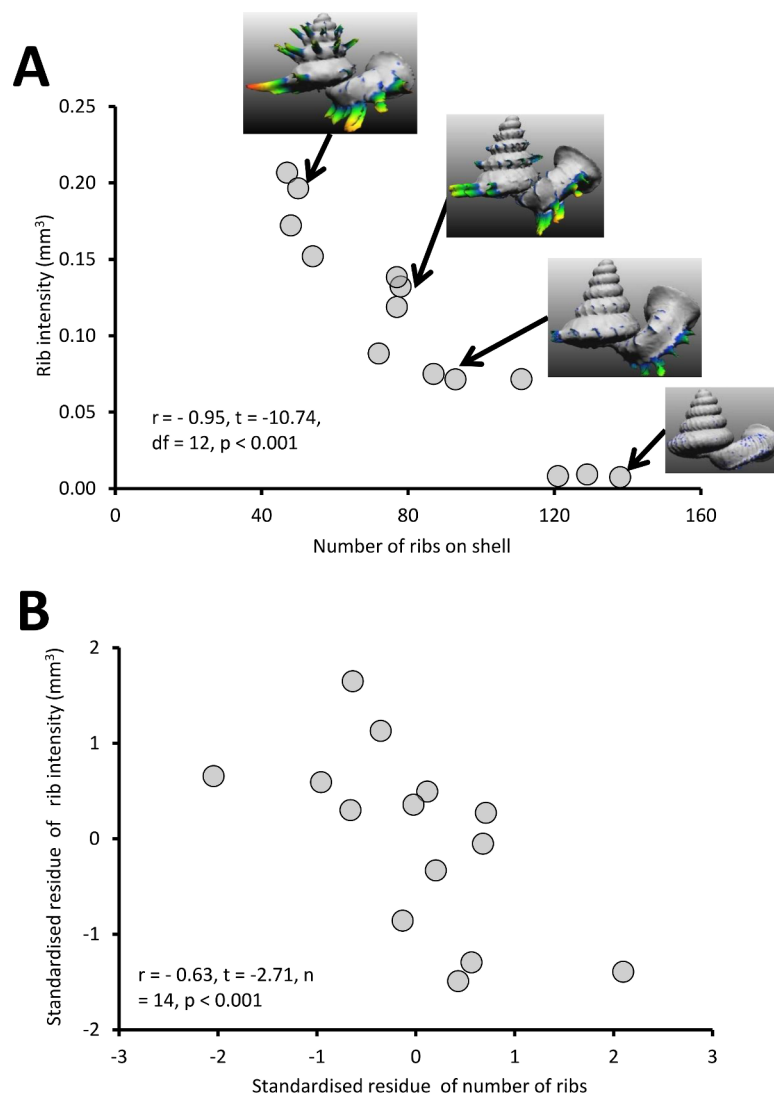 A
0.25
0.20
0.15
0.10
0.05
0.00
Rib intensity (mm³)
r = - 0.95, t = -10.74,
df = 12, p < 0.001
0 40 80 120 160
Number of ribs on shell
B
2
1
0
-1
-2
Standardised residue of rib intensity (mm³)
r = - 0.63, t = -2.71, n
= 14, p < 0.001
-3 -2 -1 0 1 2 3
Standardised residue of number of ribs